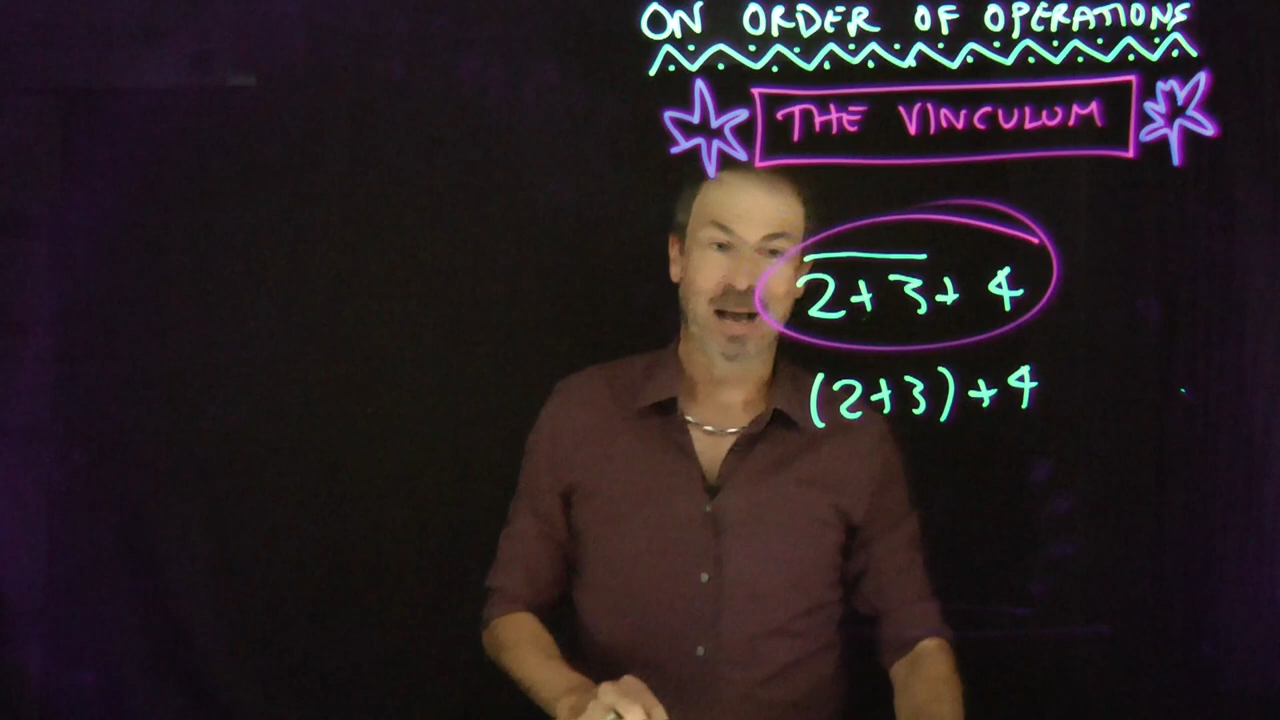 ON ORDER OF OPERATIONS
THE VINCULUM
2̅+̅3̅ + 4
(2+3) + 4